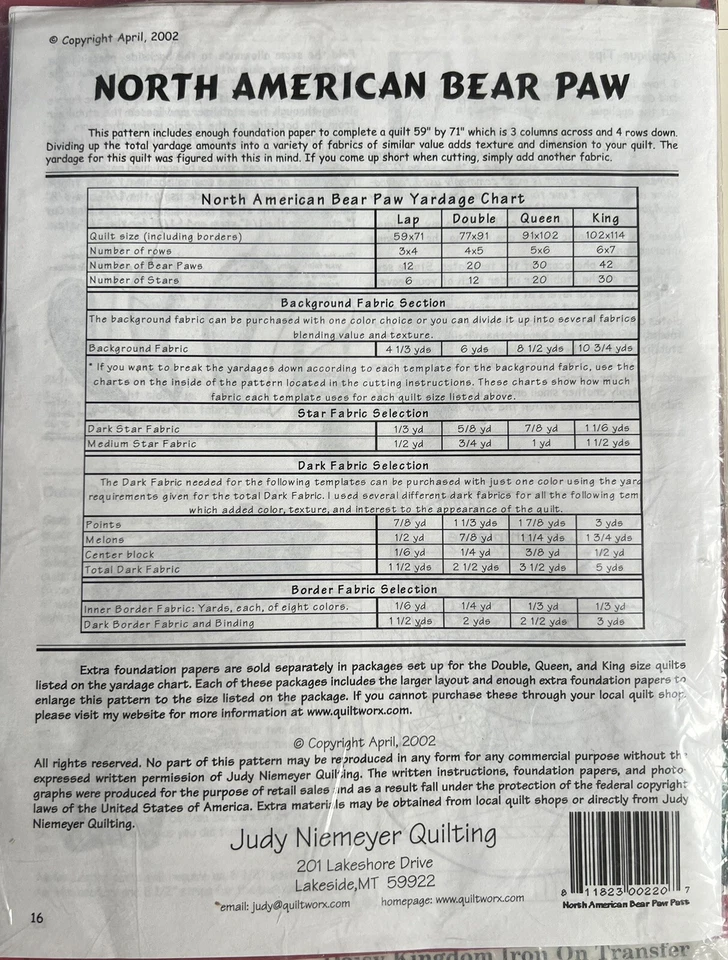 © Copyright April, 2002
NORTH AMERICAN BEAR PAW
This pattern includes enough foundation paper to complete a quilt 59" by 71" which is 3 columns across and 4 rows down.
Dividing up the total yardage amounts into a variety of fabrics of similar value adds texture and dimension to your quilt. The
yardage for this quilt was figured with this in mind. If you come up short when cutting, simply add another fabric.
North American Bear Paw Yardage Chart
Lap Double Queen King
Quilt size (including borders) 59x71 77x91 91x102 102x114
Number of rows 3x4 4x5 5x6 6x7
Number of Bear Paws 12 20 30 42
Number of Stars 6 12 20 30
Background Fabric Section
The background fabric can be purchased with one color choice or you can divide it up into several fabrics
blending value and texture.
Background Fabric 4 1/3 yds 6 yds 8 1/2 yds 10 3/4 yds
* If you want to break the yardages down according to each template for the background fabric, use the
charts on the inside of the pattern located in the cutting instructions. These charts show how much
fabric each template uses for each quilt size listed above.
Star Fabric Selection
Dark Star Fabric 1/3 yd 5/8 yd 7/8 yd 1 1/6 yds
Medium Star Fabric 1/2 yd 3/4 yd 1 yd 1 1/2 yds
Dark Fabric Selection
The Dark Fabric needed for the following templates can be purchased with just one color using the yard
requirements given for the total Dark Fabric. I used several different dark fabrics for all the following tem
which added color, texture, and interest to the appearance of the quilt.
Points 7/8 yd 1 1/3 yds 1 7/8 yds 3 yds
Melons 1/2 yd 7/8 yd 1 1/4 yds 1 3/4 yds
Center block 1/6 yd 1/4 yd 3/8 yd 1/2 yd
Total Dark Fabric 1 1/2 yds 2 1/2 yds 3 1/2 yds 5 yds
Border Fabric Selection
Inner Border Fabric: Yards, each, of eight colors. 1/6 yd 1/4 yd 1/3 yd 1/3 yd
Dark Border Fabric and Binding 1 1/2 yds 2 yds 2 1/2 yds 3 yds
Extra foundation papers are sold separately in packages set up for the Double, Queen, and King size quilts
listed on the yardage chart. Each of these packages includes the larger layout and enough extra foundation papers to
enlarge this pattern to the size listed on the package. If you cannot purchase these through your local quilt shop,
please visit my website for more information at www.quiltworx.com.
© Copyright April, 2002
All rights reserved. No part of this pattern may be reproduced in any form for any commercial purpose without the
expressed written permission of Judy Niemeyer Quilting. The written instructions, foundation papers, and photo-
graphs were produced for the purpose of retail sales and as a result fall under the protection of the federal copyright
laws of the United States of America. Extra materials may be obtained from local quilt shops or directly from Judy
Niemeyer Quilting.
Judy Niemeyer Quilting
201 Lakeshore Drive
Lakeside,MT 59922
*email: judy@quiltworx.com homepage: www.quiltworx.com
8 11823 00220 7
North American Bear Paw Patt
16
Kingdom Iron On Transfer